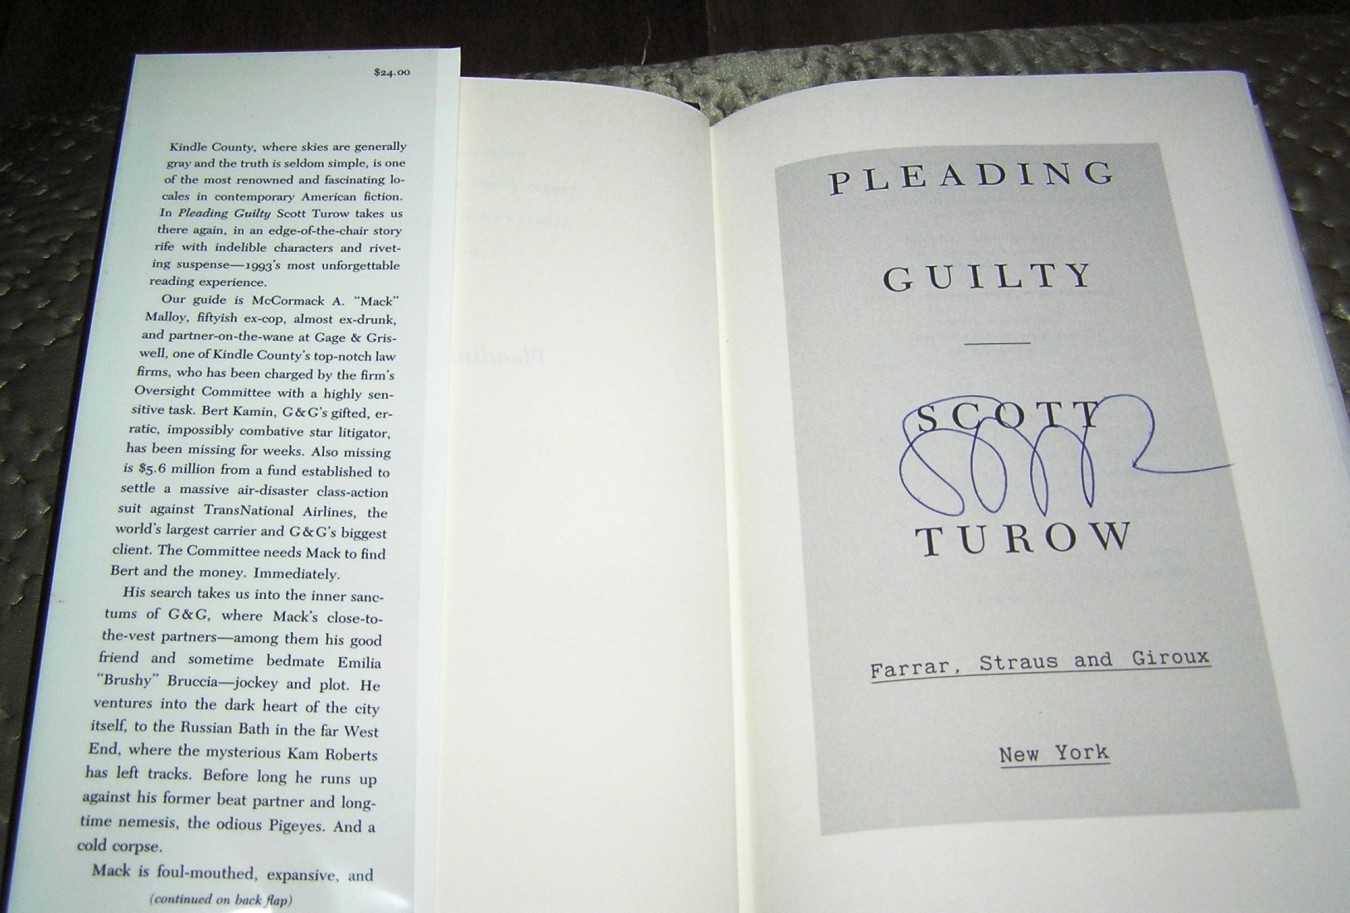 $24.00
Kindle County, where skies are generally
gray and the truth is seldom simple, is one
of the most renowned and fascinating lo-
cales in contemporary American fiction.
In Pleading Guilty Scott Turow takes us
there again, in an edge-of-the-chair story
rife with indelible characters and rivet-
ing suspense—1993's most unforgettable
reading experience.
Our guide is McCormack A. "Mack"
Malloy, fiftyish ex-cop, almost ex-drunk,
and partner-on-the-wane at Gage & Gris-
well, one of Kindle County's top-notch law
firms, who has been charged by the firm's
Oversight Committee with a highly sen-
sitive task. Bert Kamin, G&G's gifted, er-
ratic, impossibly combative star litigator,
has been missing for weeks. Also missing
is $5.6 million from a fund established to
settle a massive air-disaster class-action
suit against TransNational Airlines, the
world's largest carrier and G&G's biggest
client. The Committee needs Mack to find
Bert and the money. Immediately.
His search takes us into the inner sanc-
tums of G&G, where Mack's close-to-
the-vest partners—among them his good
friend and sometime bedmate Emilia
"Brushy" Bruccia—jockey and plot. He
ventures into the dark heart of the city
itself, to the Russian Bath in the far West
End, where the mysterious Kam Roberts
has left tracks. Before long he runs up
against his former beat partner and long-
time nemesis, the odious Pigeyes. And a
cold corpse.
Mack is foul-mouthed, expansive, and
(continued on back flap)
PLEADING
GUILTY
SCOTT
TUROW
Farrar, Straus and Giroux
New York